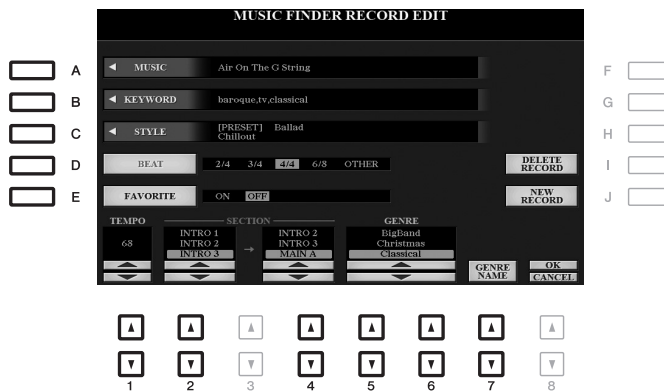 MUSIC FINDER RECORD EDIT
A MUSIC Air On The G String F
B KEYWORD baroque,tv,classical G
C STYLE [PRESET] Ballad H
Chillout
D BEAT 2/4 3/4 4/4 6/8 OTHER DELETE RECORD I
E FAVORITE ON OFF NEW RECORD J
TEMPO SECTION GENRE
68
INTRO 1
INTRO 2
INTRO 3
→
INTRO 2
INTRO 3
MAIN A
BigBand
Christmas
Classical
GENRE NAME
OK
CANCEL
1 2 3 4 5 6 7 8